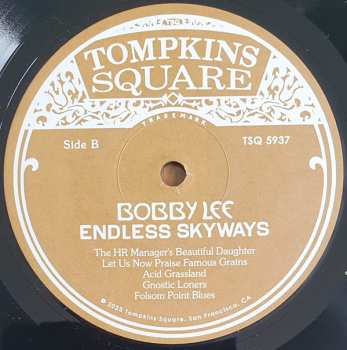 TOMPKINS
SQUARE
TRADEMARK
Side B
TSQ 5937
BOBBY LEE
ENDLESS SKYWAYS
The HR Manager's Beautiful Daughter
Let Us Now Praise Famous Grains
Acid Grassland
Gnostic Loners
Folsom Point Blues
℗ 2023 Tompkins Square, San Francisco, CA